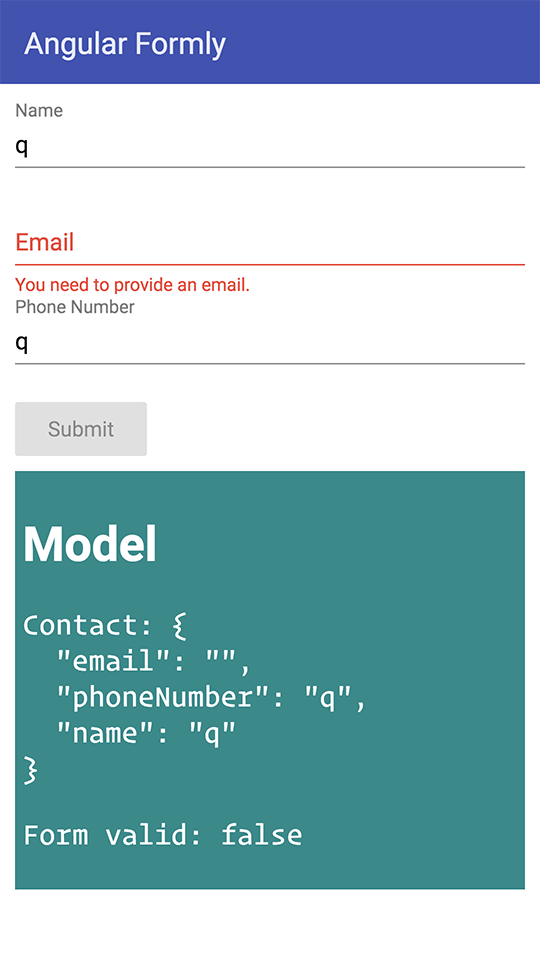 Angular Formly
Name
q
Email
You need to provide an email.
Phone Number
q
Submit
Model
Contact: {
  "email": "",
  "phoneNumber": "q",
  "name": "q"
}
Form valid: false